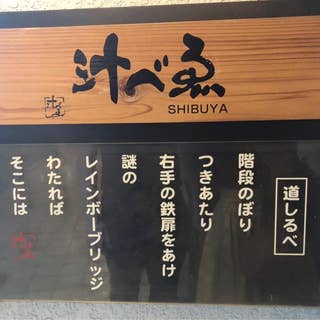 汁べゑ
SHIBUYA
道しるべ
階段のぼり
つきあたり
右手の鉄扉をあけ
謎の
レインボーブリッジ
わたれば
そこには